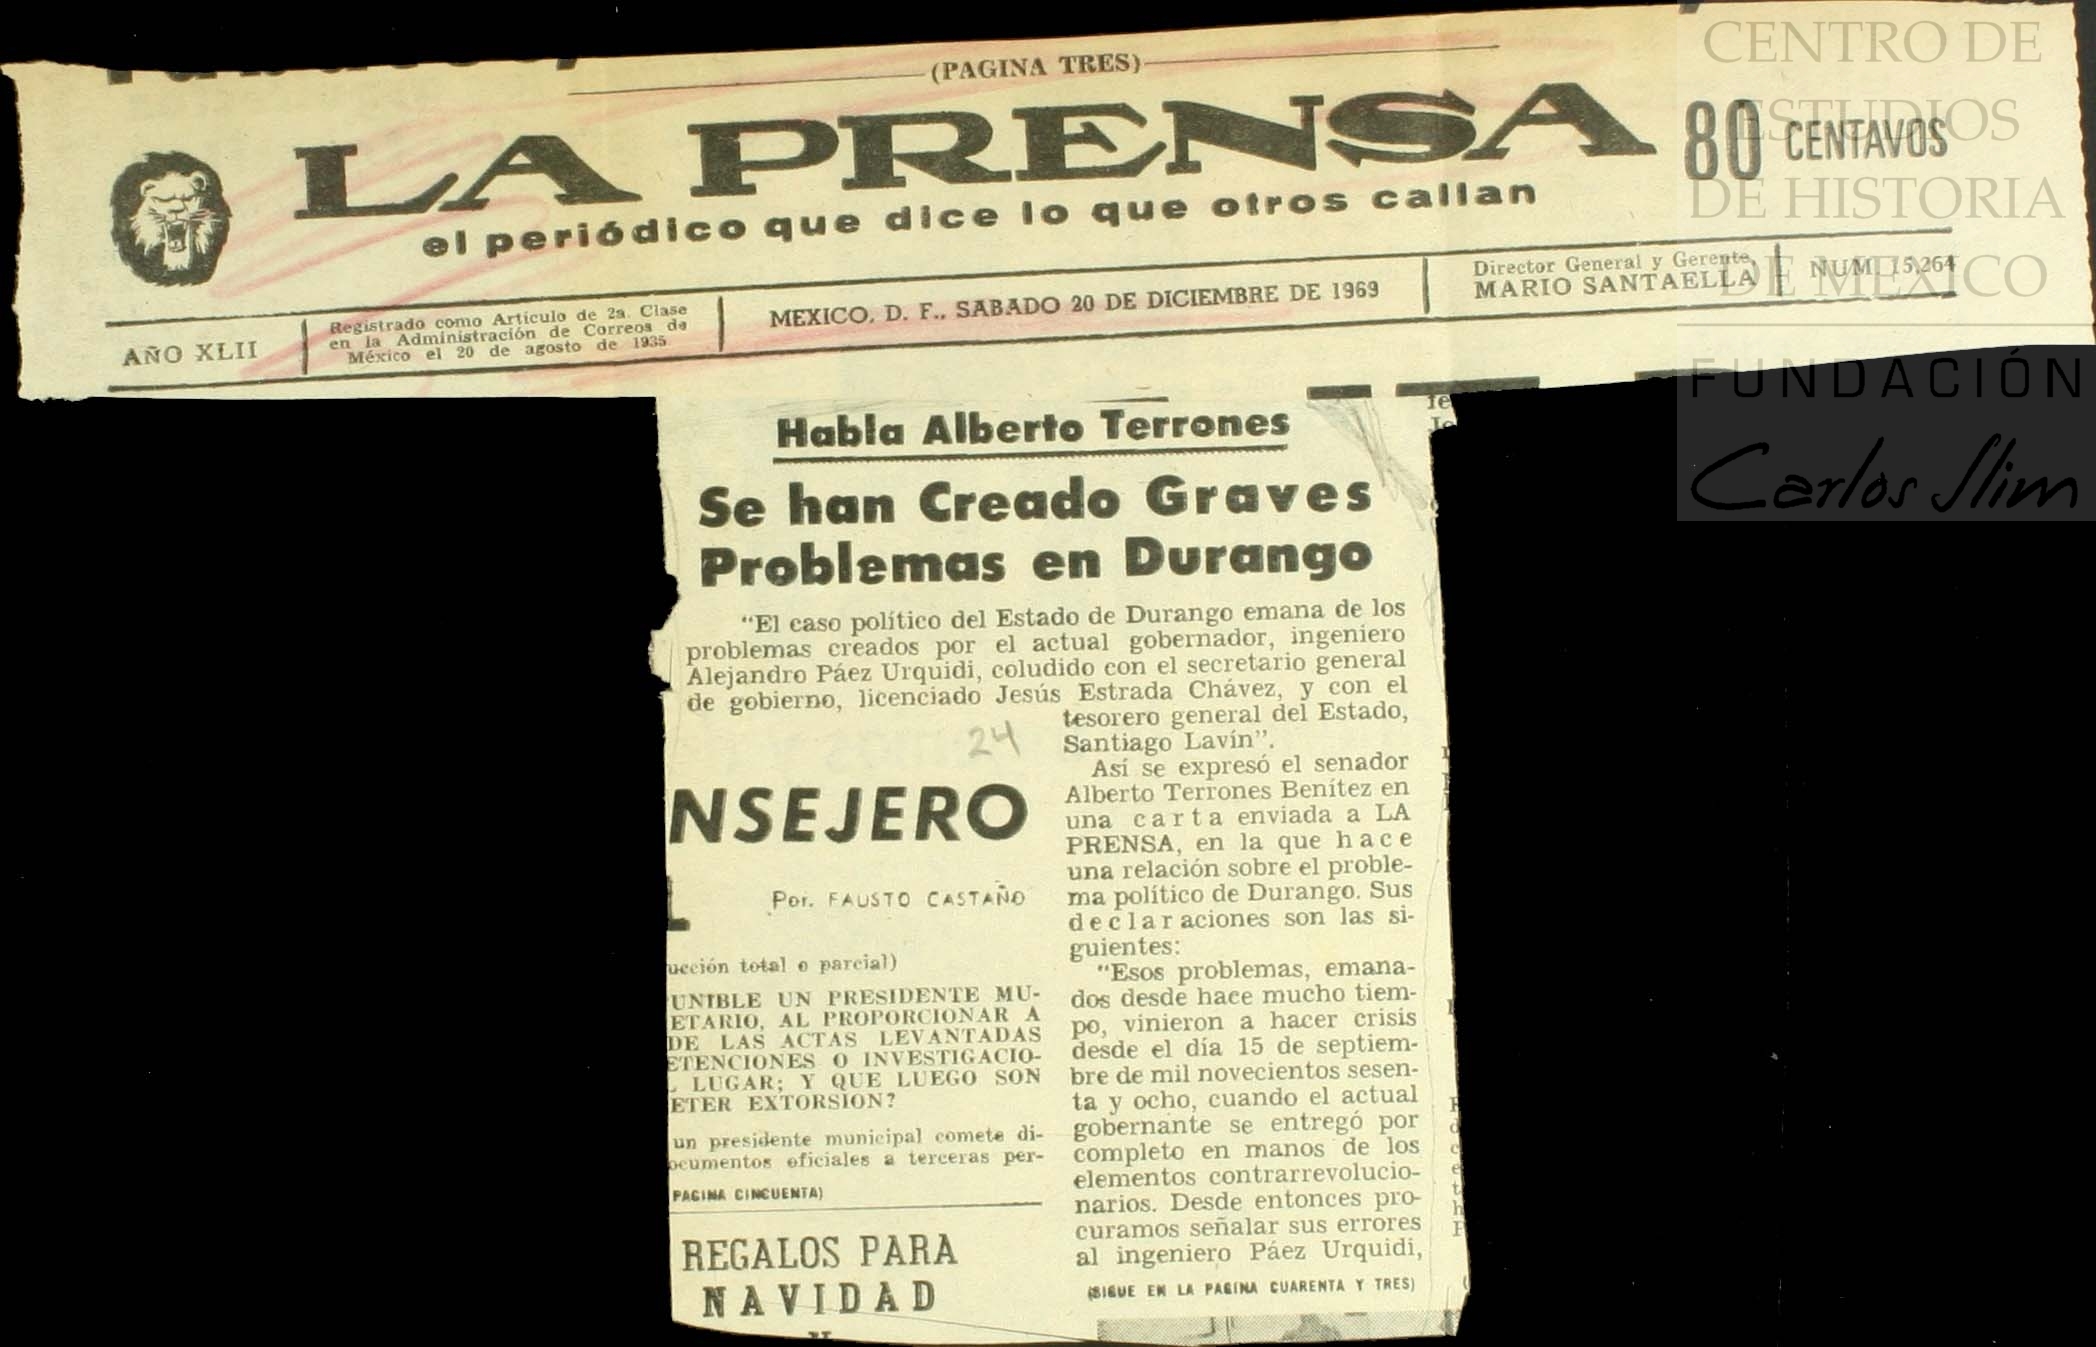 (PAGINA TRES)
LA PRENSA
80 CENTAVOS
el periódico que dice lo que otros callan
AÑO XLII
Registrado como Artículo de 2a. Clase
en la Administración de Correos de
México el 20 de agosto de 1935
MEXICO, D. F., SABADO 20 DE DICIEMBRE DE 1969
Director General y Gerente,
MARIO SANTAELLA
NUM. 15,264
CENTRO DE
ESTUDIOS
DE HISTORIA
DE MEXICO
FUNDACIÓN
Carlos Slim
Habla Alberto Terrones
Se han Creado Graves
Problemas en Durango
"El caso político del Estado de Durango emana de los
problemas creados por el actual gobernador, ingeniero
Alejandro Páez Urquidi, coludido con el secretario general
de gobierno, licenciado Jesús Estrada Chávez, y con el
tesorero general del Estado,
Santiago Lavín".
Así se expresó el senador
Alberto Terrones Benítez en
una carta enviada a LA
PRENSA, en la que hace
una relación sobre el proble-
ma político de Durango. Sus
declaraciones son las si-
guientes:
"Esos problemas, emana-
dos desde hace mucho tiem-
po, vinieron a hacer crisis
desde el día 15 de septiem-
bre de mil novecientos sesen-
ta y ocho, cuando el actual
gobernante se entregó por
completo en manos de los
elementos contrarrevolucio-
narios. Desde entonces pro-
curamos señalar sus errores
al ingeniero Páez Urquidi,
(SIGUE EN LA PAGINA CUARENTA Y TRES)
24
NSEJERO
Por. FAUSTO CASTAÑO
ucción total o parcial)
UNIBLE UN PRESIDENTE MU-
ETARIO, AL PROPORCIONAR A
DE LAS ACTAS LEVANTADAS
ETENCIONES O INVESTIGACIO-
L LUGAR; Y QUE LUEGO SON
ETER EXTORSION?
un presidente municipal comete di-
ocumentos oficiales a terceras per-
PAGINA CINCUENTA)
REGALOS PARA
NAVIDAD